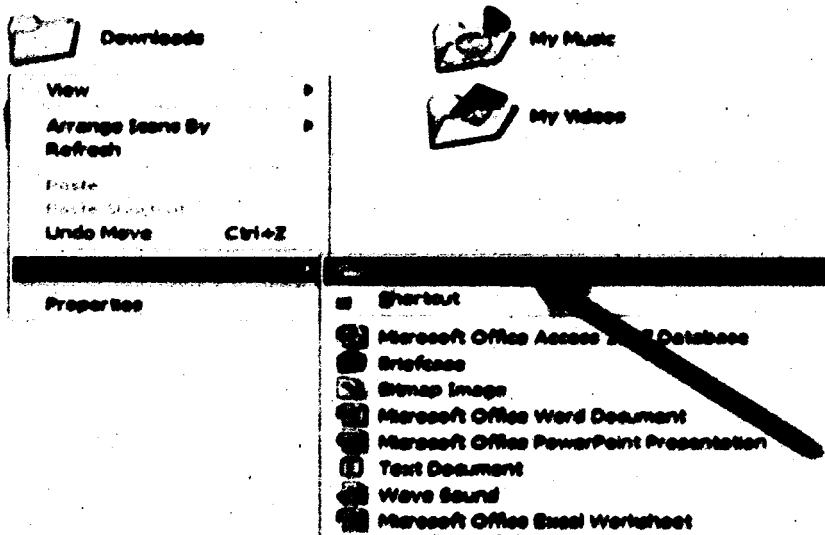 Downloads
My Music
View
My Videos
Arrange Icons By
Refresh
Paste
Paste Shortcut
Undo Move Ctrl+Z
Properties
Shortcut
Microsoft Office Access Database
Briefcase
Bitmap Image
Microsoft Office Word Document
Microsoft Office PowerPoint Presentation
Text Document
Wave Sound
Microsoft Office Excel Worksheet